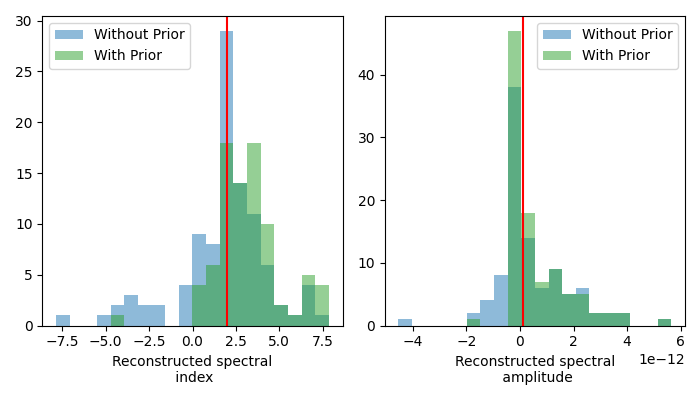 Without Prior
With Prior
30
25
20
15
10
5
0
−7.5 −5.0 −2.5 0.0 2.5 5.0 7.5
Reconstructed spectral
index
Without Prior
With Prior
40
30
20
10
0
−4 −2 0 2 4 6
1e−12
Reconstructed spectral
amplitude